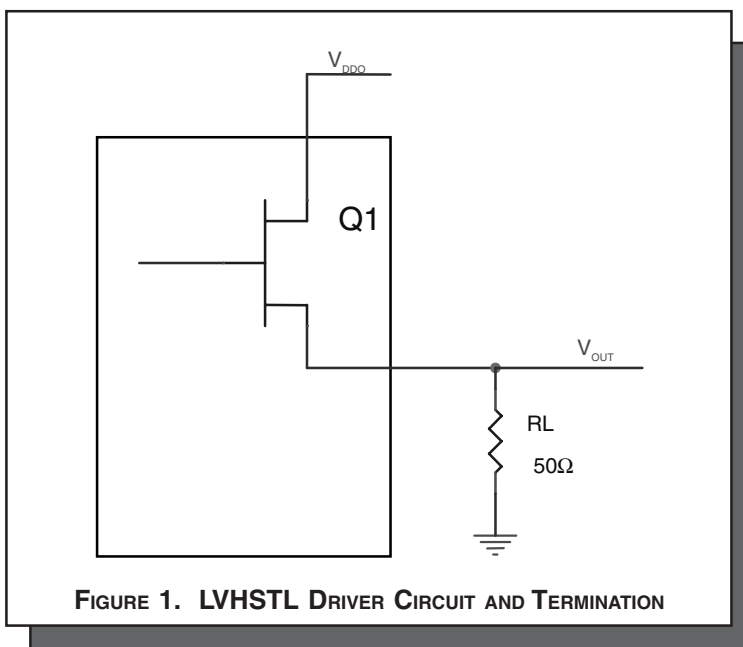 VDDO
Q1
VOUT
RL
50Ω
FIGURE 1. LVHSTL DRIVER CIRCUIT AND TERMINATION